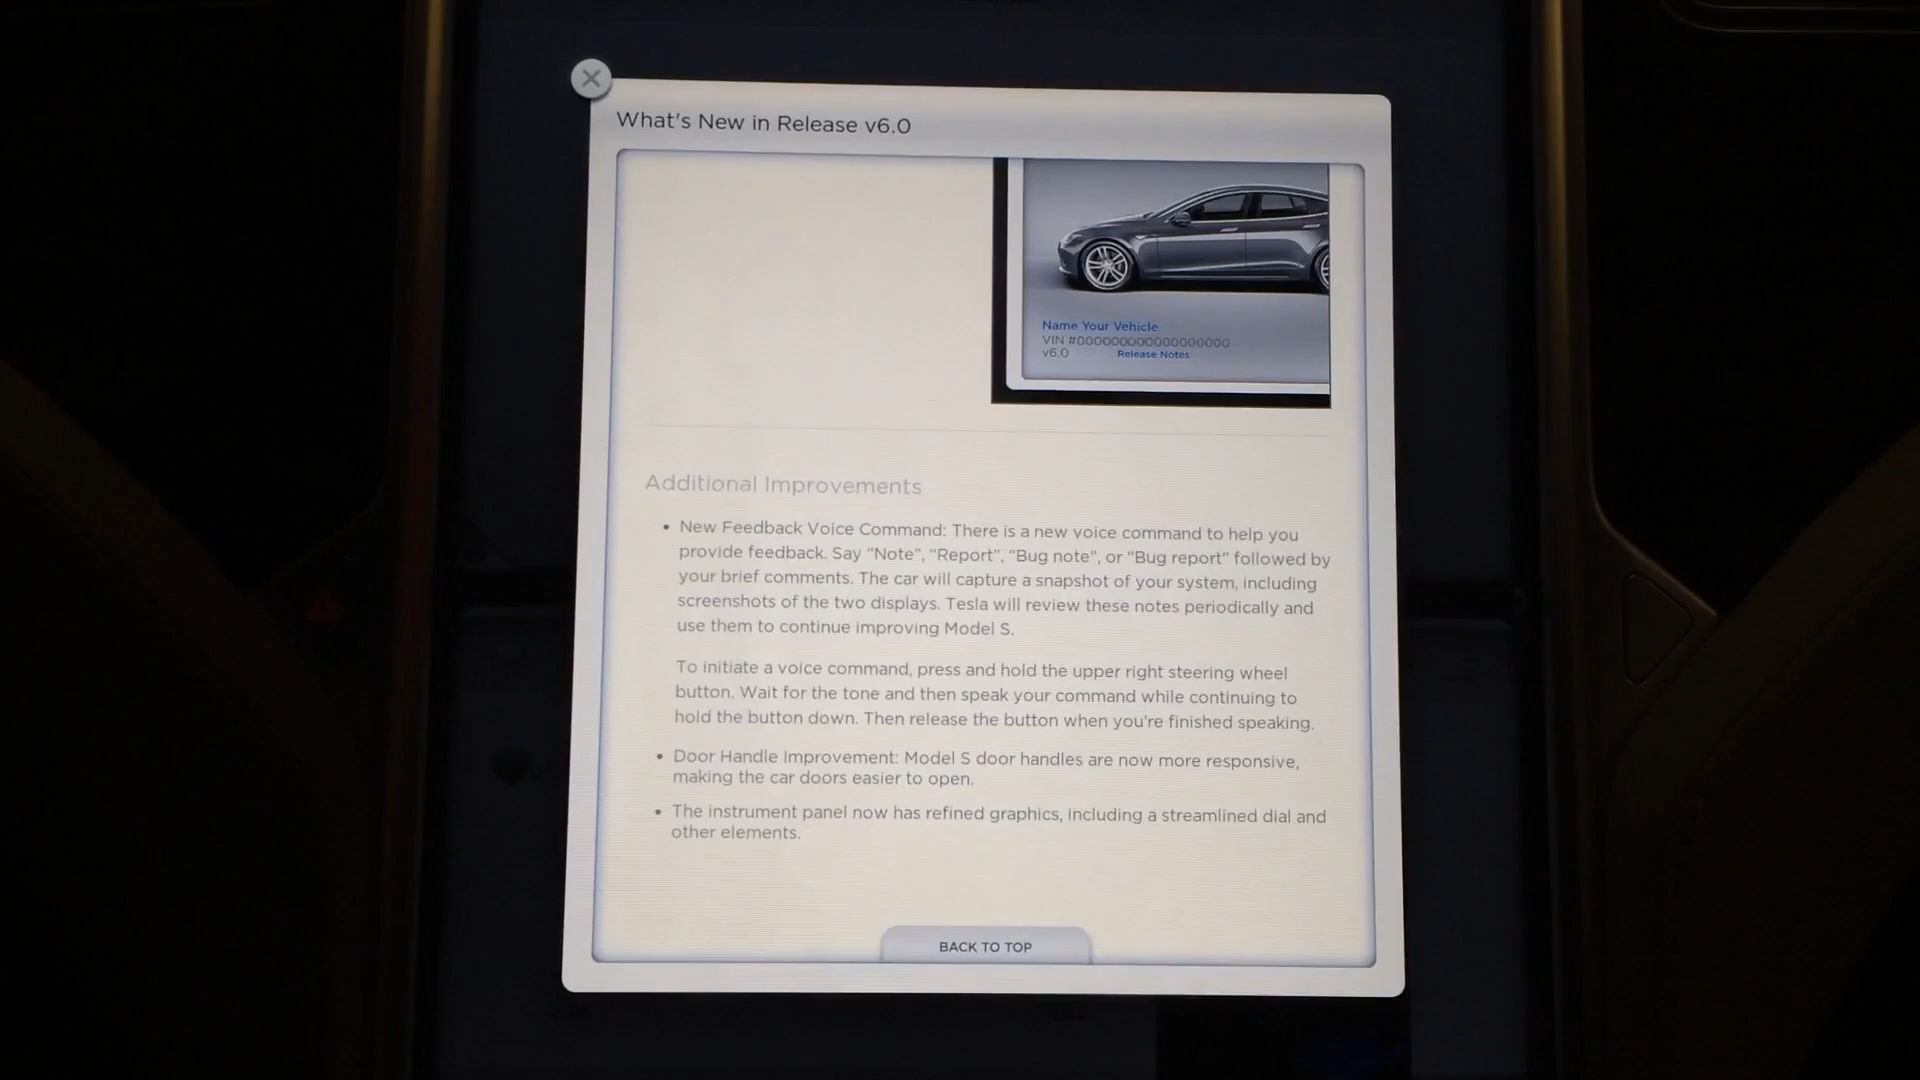 What's New in Release v6.0
Name Your Vehicle
VIN #00000000000000000
v6.0 Release Notes
Additional Improvements
• New Feedback Voice Command: There is a new voice command to help you
provide feedback. Say "Note", "Report", "Bug note", or "Bug report" followed by
your brief comments. The car will capture a snapshot of your system, including
screenshots of the two displays. Tesla will review these notes periodically and
use them to continue improving Model S.
To initiate a voice command, press and hold the upper right steering wheel
button. Wait for the tone and then speak your command while continuing to
hold the button down. Then release the button when you're finished speaking.
• Door Handle Improvement: Model S door handles are now more responsive,
making the car doors easier to open.
• The instrument panel now has refined graphics, including a streamlined dial and
other elements.
BACK TO TOP